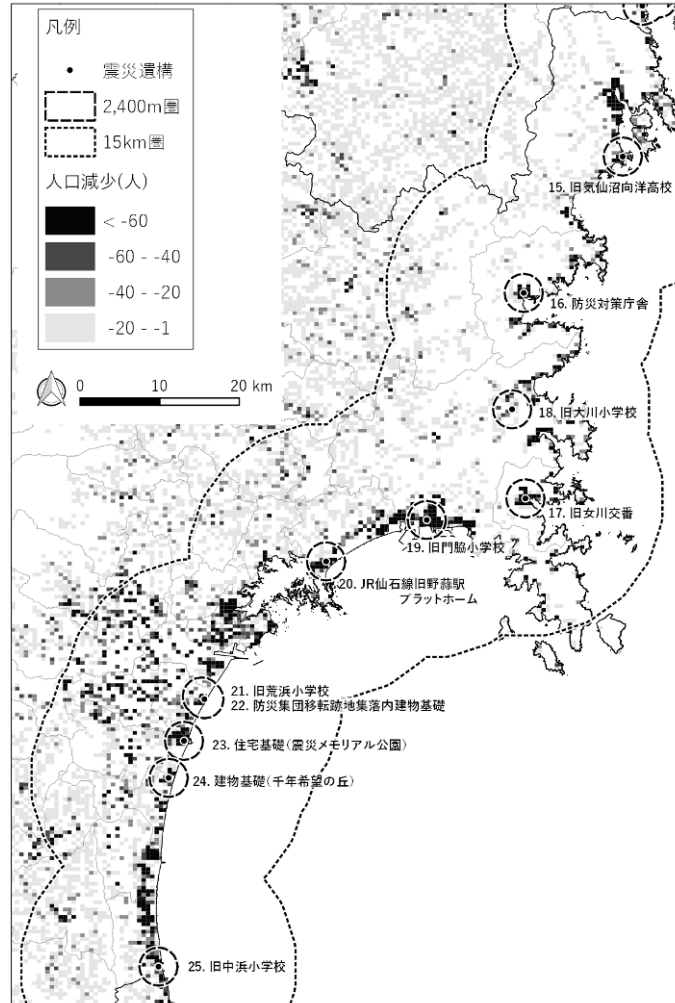 凡例
震災遺構
2,400m圏
15km圏
人口減少(人)
< -60
-60 - -40
-40 - -20
-20 - -1
0 10 20 km
15. 旧気仙沼向洋高校
16. 防災対策庁舎
18. 旧大川小学校
17. 旧女川交番
19. 旧門脇小学校
20. JR仙石線旧野蒜駅
プラットホーム
21. 旧荒浜小学校
22. 防災集団移転跡地集落内建物基礎
23. 住宅基礎(震災メモリアル公園)
24. 建物基礎(千年希望の丘)
25. 旧中浜小学校